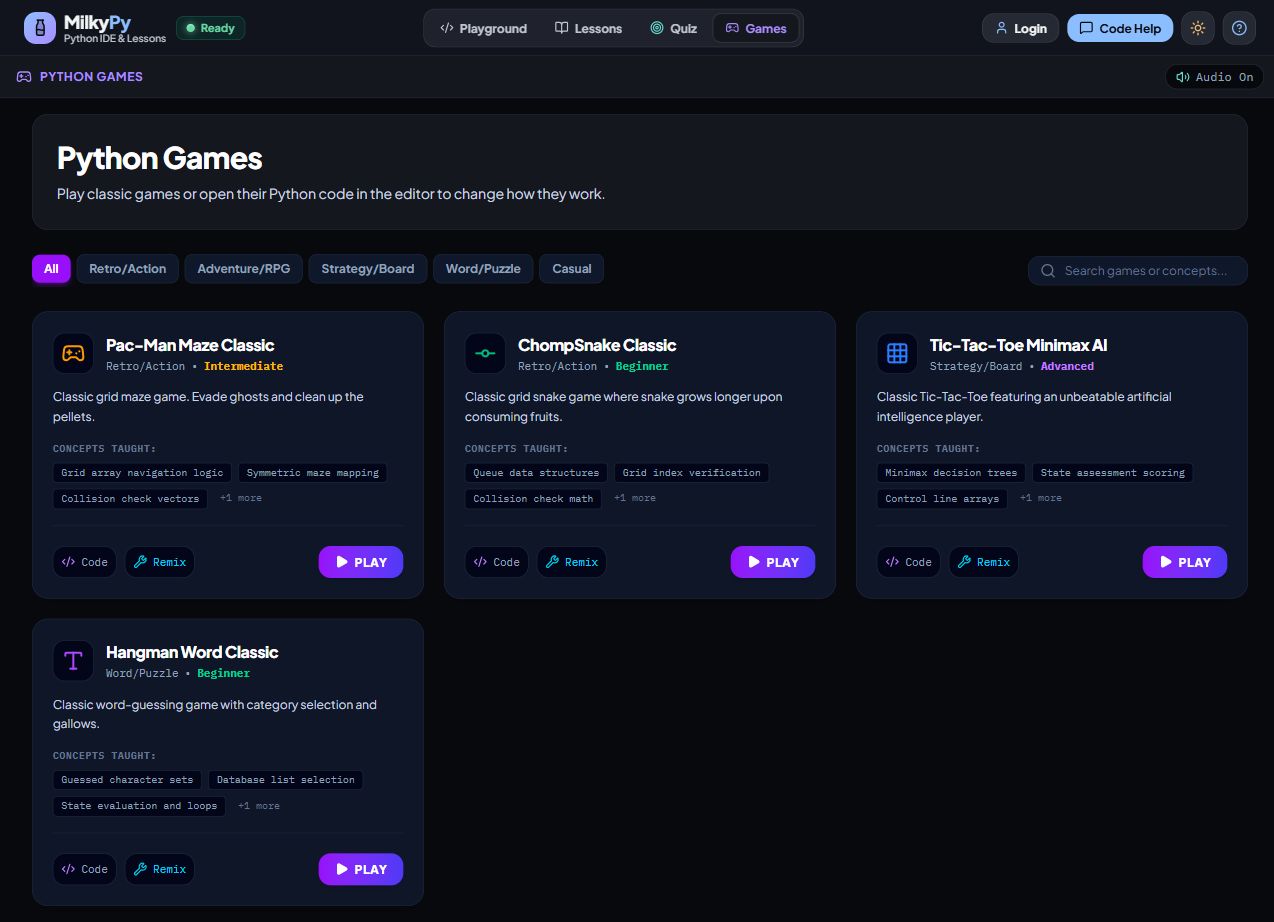 MilkyPy
Python IDE & Lessons
Ready
Playground
Lessons
Quiz
Games
Login
Code Help
PYTHON GAMES
Audio On
Python Games
Play classic games or open their Python code in the editor to change how they work.
All
Retro/Action
Adventure/RPG
Strategy/Board
Word/Puzzle
Casual
Search games or concepts...
Pac-Man Maze Classic
Retro/Action • Intermediate
Classic grid maze game. Evade ghosts and clean up the
pellets.
CONCEPTS TAUGHT:
Grid array navigation logic
Symmetric maze mapping
Collision check vectors
+1 more
</> Code
Remix
PLAY
ChompSnake Classic
Retro/Action • Beginner
Classic grid snake game where snake grows longer upon
consuming fruits.
CONCEPTS TAUGHT:
Queue data structures
Grid index verification
Collision check math
+1 more
</> Code
Remix
PLAY
Tic-Tac-Toe Minimax AI
Strategy/Board • Advanced
Classic Tic-Tac-Toe featuring an unbeatable artificial
intelligence player.
CONCEPTS TAUGHT:
Minimax decision trees
State assessment scoring
Control line arrays
+1 more
</> Code
Remix
PLAY
Hangman Word Classic
Word/Puzzle • Beginner
Classic word-guessing game with category selection and
gallows.
CONCEPTS TAUGHT:
Guessed character sets
Database list selection
State evaluation and loops
+1 more
</> Code
Remix
PLAY